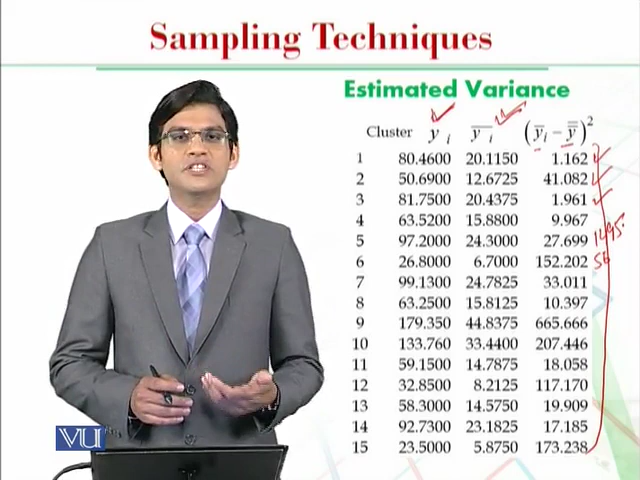 Sampling Techniques
Estimated Variance
Cluster y i y̅ i (y̅i − y̿)²
1 80.4600 20.1150 1.162
2 50.6900 12.6725 41.082
3 81.7500 20.4375 1.961
4 63.5200 15.8800 9.967
5 97.2000 24.3000 27.699
6 26.8000 6.7000 152.202
7 99.1300 24.7825 33.011
8 63.2500 15.8125 10.397
9 179.350 44.8375 665.666
10 133.760 33.4400 207.446
11 59.1500 14.7875 18.058
12 32.8500 8.2125 117.170
13 58.3000 14.5750 19.909
14 92.7300 23.1825 17.185
15 23.5000 5.8750 173.238
VU